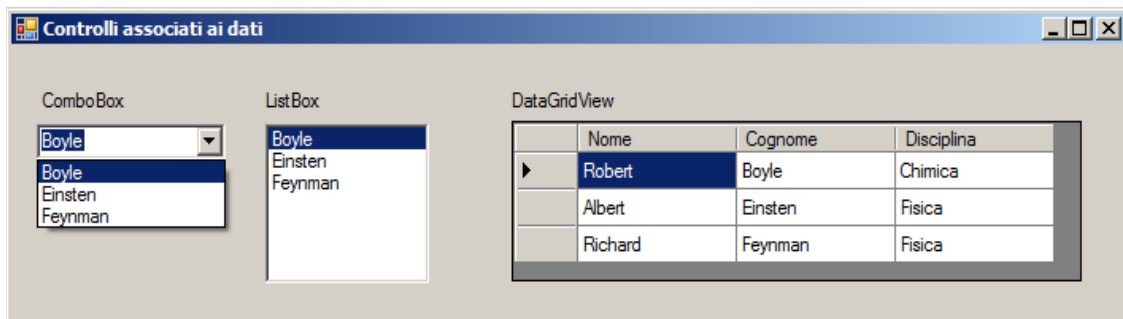 Controlli associati ai dati
ComboBox
Boyle
Boyle
Einsten
Feynman
ListBox
Boyle
Einsten
Feynman
DataGridView
Nome Cognome Disciplina
Robert Boyle Chimica
Albert Einsten Fisica
Richard Feynman Fisica